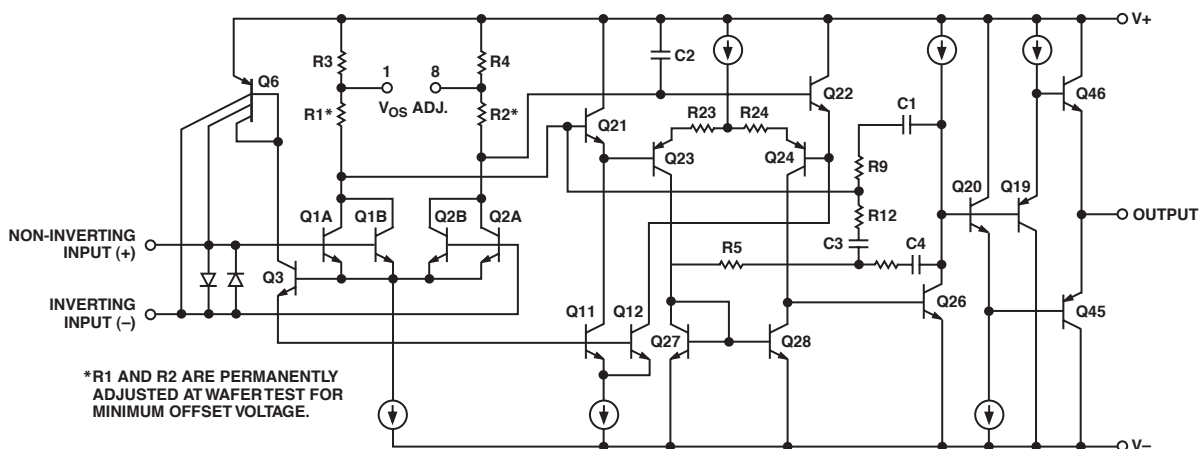 V+
Q6
R3
R4
C2
1
8
V_OS ADJ.
R1*
R2*
Q22
Q46
C1
R23
R24
Q21
Q23
Q24
R9
Q20
Q19
Q1A
Q1B
Q2B
Q2A
R12
OUTPUT
NON-INVERTING
INPUT (+)
C3
C4
R5
Q3
Q26
INVERTING
INPUT (–)
Q11
Q12
Q27
Q28
Q45
*R1 AND R2 ARE PERMANENTLY
ADJUSTED AT WAFER TEST FOR
MINIMUM OFFSET VOLTAGE.
V–